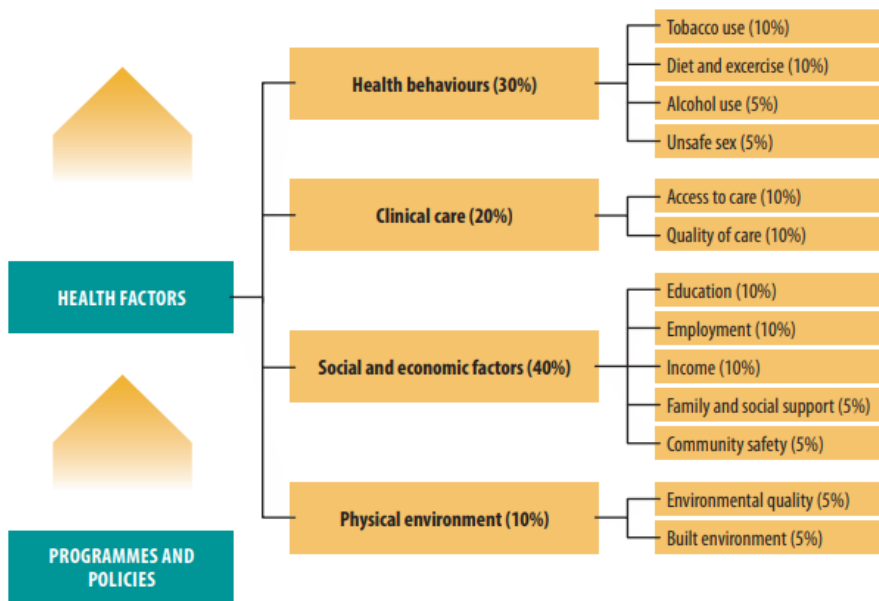 Health behaviours (30%)
Tobacco use (10%)
Diet and excercise (10%)
Alcohol use (5%)
Unsafe sex (5%)
Clinical care (20%)
Access to care (10%)
Quality of care (10%)
HEALTH FACTORS
Social and economic factors (40%)
Education (10%)
Employment (10%)
Income (10%)
Family and social support (5%)
Community safety (5%)
Physical environment (10%)
Environmental quality (5%)
Built environment (5%)
PROGRAMMES AND
POLICIES